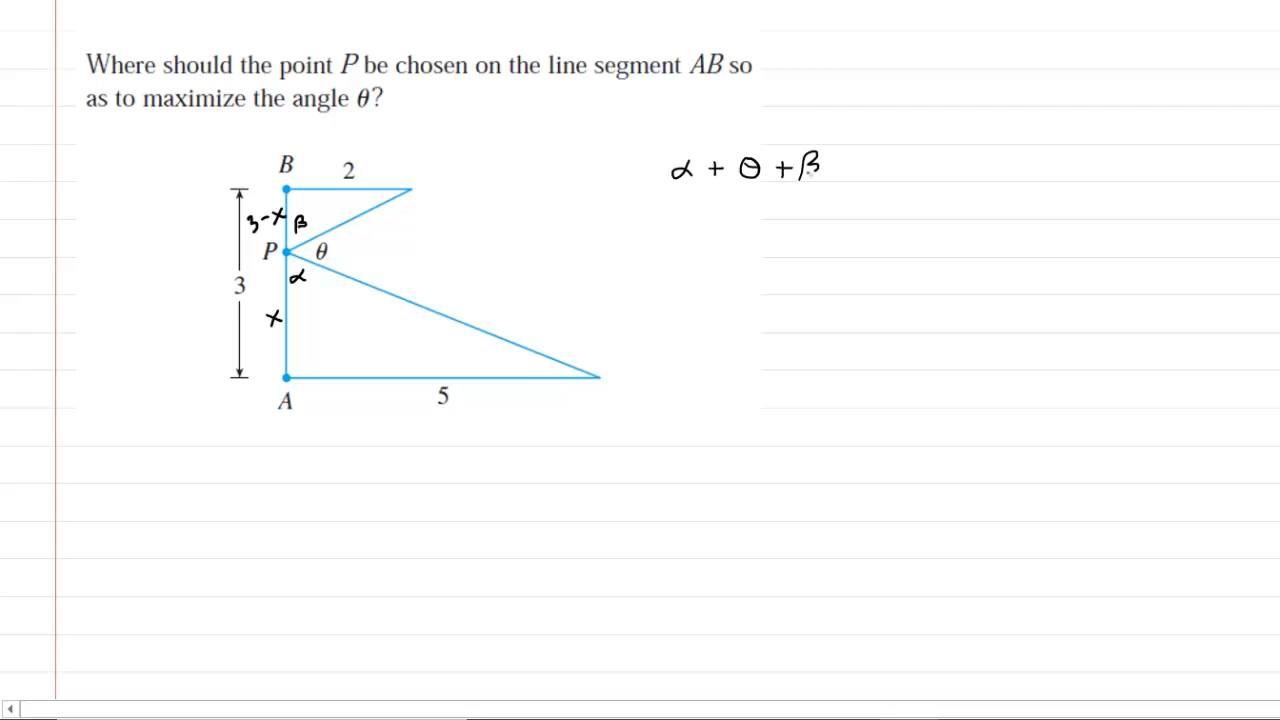 Where should the point P be chosen on the line segment AB so
as to maximize the angle θ?
B 2
α + θ + β
3-x β
P θ
α
3
x
5
A